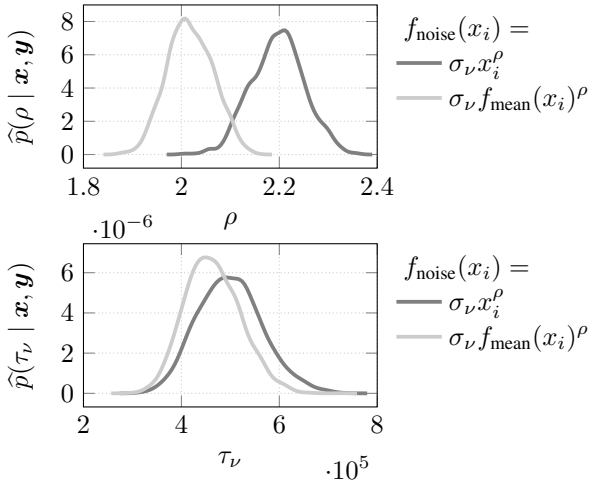 p̂(ρ | x, y)
8
6
4
2
0
1.8 2 2.2 2.4
ρ
f_noise(x_i) =
σ_ν x_i^ρ
σ_ν f_mean(x_i)^ρ
·10^−6
p̂(τ_ν | x, y)
6
4
2
0
2 4 6 8
τ_ν
·10^5
f_noise(x_i) =
σ_ν x_i^ρ
σ_ν f_mean(x_i)^ρ